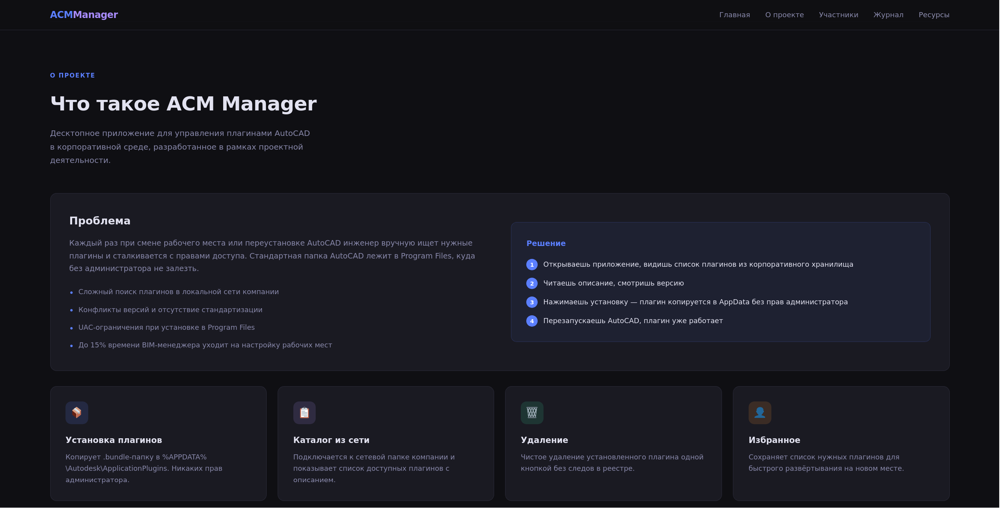 ACMManager
Главная
О проекте
Участники
Журнал
Ресурсы
О ПРОЕКТЕ
Что такое ACM Manager
Десктопное приложение для управления плагинами AutoCAD
в корпоративной среде, разработанное в рамках проектной
деятельности.
Проблема
Каждый раз при смене рабочего места или переустановке AutoCAD инженер вручную ищет нужные
плагины и сталкивается с правами доступа. Стандартная папка AutoCAD лежит в Program Files, куда
без администратора не залезть.
• Сложный поиск плагинов в локальной сети компании
• Конфликты версий и отсутствие стандартизации
• UAC-ограничения при установке в Program Files
• До 15% времени BIM-менеджера уходит на настройку рабочих мест
Решение
1 Открываешь приложение, видишь список плагинов из корпоративного хранилища
2 Читаешь описание, смотришь версию
3 Нажимаешь установку — плагин копируется в AppData без прав администратора
4 Перезапускаешь AutoCAD, плагин уже работает
Установка плагинов
Копирует .bundle-папку в %APPDATA%
\Autodesk\ApplicationPlugins. Никаких прав
администратора.
Каталог из сети
Подключается к сетевой папке компании и
показывает список доступных плагинов с
описанием.
Удаление
Чистое удаление установленного плагина одной
кнопкой без следов в реестре.
Избранное
Сохраняет список нужных плагинов для
быстрого развёртывания на новом месте.